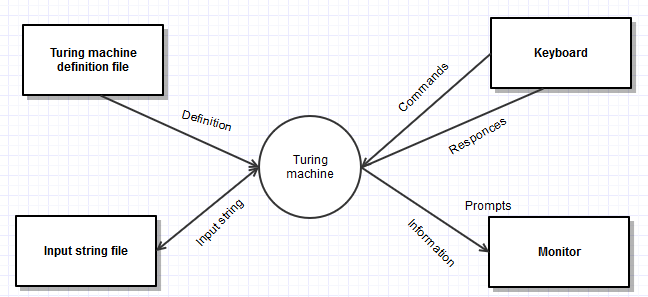 Turing machine
definition file
Keyboard
Definition
Commands
Responces
Turing
machine
Input string
Prompts
Information
Input string file
Monitor